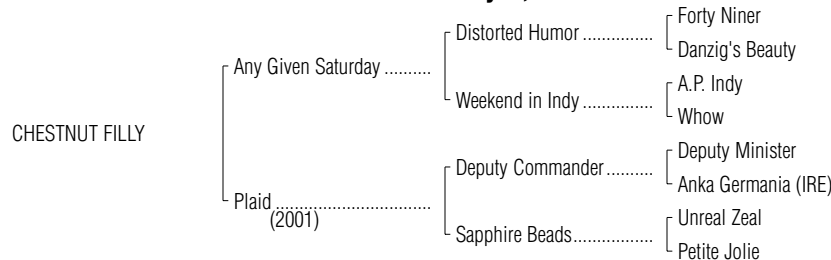 Forty Niner
Distorted Humor ...............
Danzig's Beauty
Any Given Saturday ..........
A.P. Indy
Weekend in Indy ...............
Whow
CHESTNUT FILLY
Deputy Minister
Deputy Commander..........
Anka Germania (IRE)
Plaid .................................
(2001)
Unreal Zeal
Sapphire Beads.................
Petite Jolie